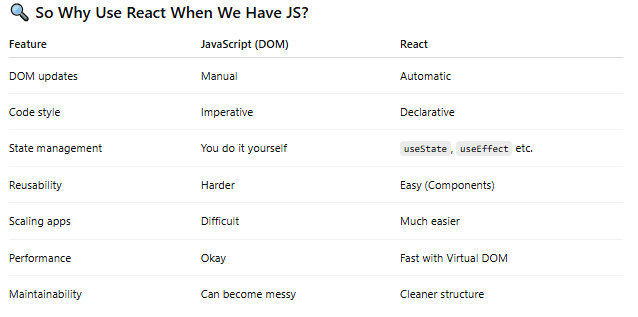 🔍 So Why Use React When We Have JS?
Feature JavaScript (DOM) React
DOM updates Manual Automatic
Code style Imperative Declarative
State management You do it yourself useState, useEffect etc.
Reusability Harder Easy (Components)
Scaling apps Difficult Much easier
Performance Okay Fast with Virtual DOM
Maintainability Can become messy Cleaner structure